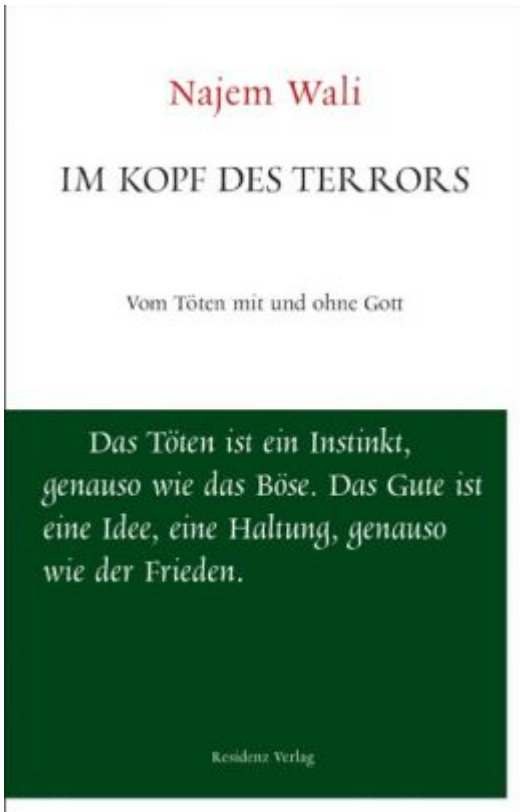 Najem Wali
IM KOPF DES TERRORS
Vom Töten mit und ohne Gott
Das Töten ist ein Instinkt,
genauso wie das Böse. Das Gute ist
eine Idee, eine Haltung, genauso
wie der Frieden.
Residenz Verlag